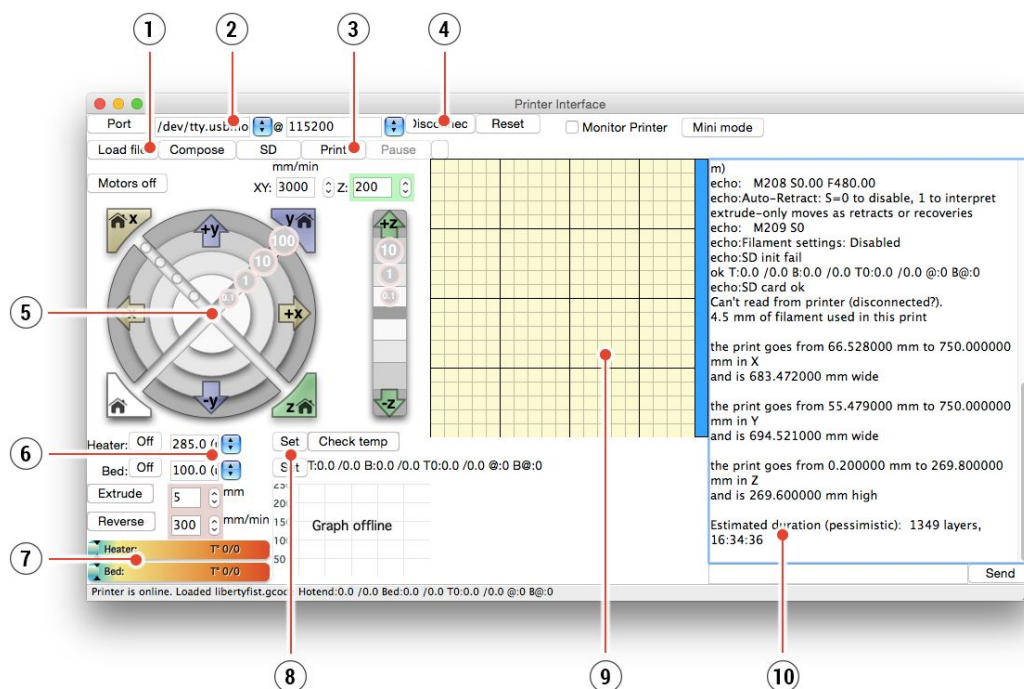 1 2 3 4
Printer Interface
Port /dev/tty.usb @ 115200 Reset Monitor Printer Mini mode
Load Compose SD Print Pause
mm/min
Motors off XY: 3000 Z: 200
x +y y 100 10 1 0.1
+x
-y z
+z 10 1 0.1 -z
5
m)
echo: M208 S0.00 F480.00
echo:Auto-Retract: S=0 to disable, 1 to interpret
extrude-only moves as retracts or recoveries
echo: M209 S0
echo:Filament settings: Disabled
echo:SD init fail
ok T:0.0 /0.0 B:0.0 /0.0 T0:0.0 /0.0 @:0 B@:0
echo:SD card ok
Can't read from printer (disconnected?).
4.5 mm of filament used in this print
the print goes from 66.528000 mm to 750.000000
mm in X
and is 683.472000 mm wide
the print goes from 55.479000 mm to 750.000000
mm in Y
and is 694.521000 mm wide
the print goes from 0.200000 mm to 269.800000
mm in Z
and is 269.600000 mm high
Estimated duration (pessimistic): 1349 layers,
16:34:36
Send
6
Heater: Off 285.0 Set Check temp
Bed: Off 100.0 T:0.0 /0.0 B:0.0 /0.0 T0:0.0 /0.0 @:0 B@:0
Extrude 5 mm
Reverse 300 mm/min
Graph offline
50
7
Heater: T° 0/0
Bed: T° 0/0
Printer is online. Loaded Hotend:0.0 /0.0 Bed:0.0 /0.0 T0:0.0 /0.0 @:0 B@:0
8 9 10